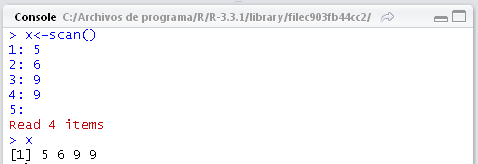 Console C:/Archivos de programa/R/R-3.3.1/library/filec903fb44cc2/
> x<-scan()
1: 5
2: 6
3: 9
4: 9
5:
Read 4 items
> x
[1] 5 6 9 9